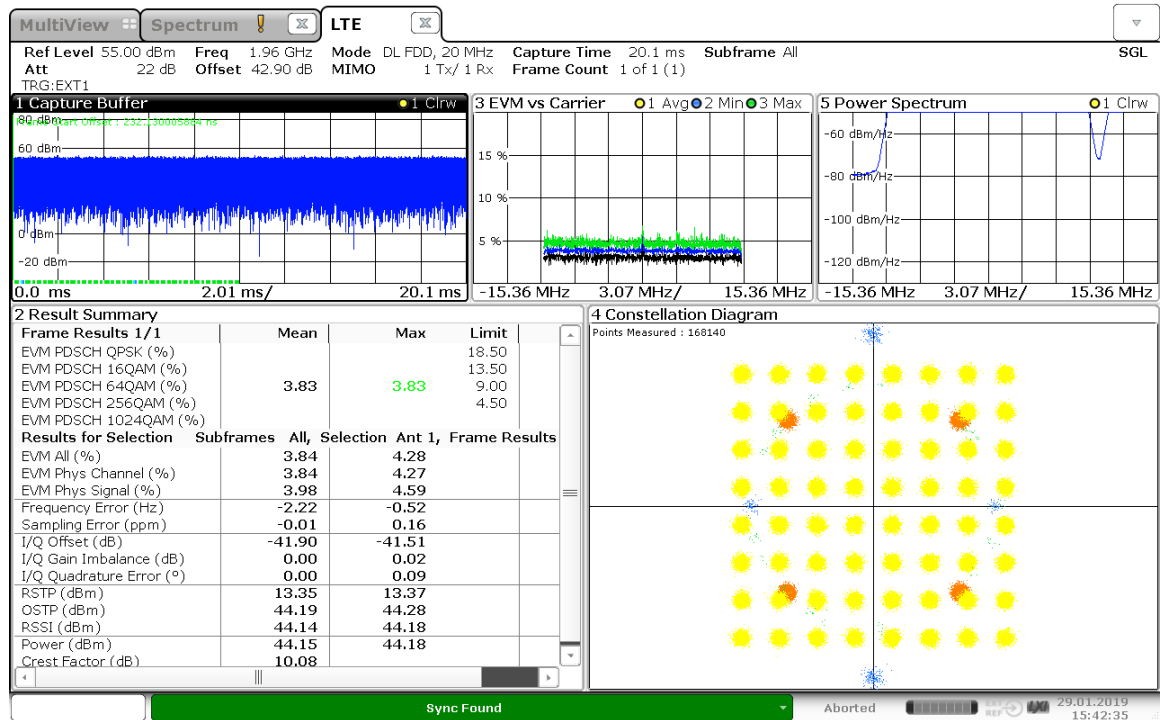 MultiView Spectrum LTE
Ref Level 55.00 dBm Freq 1.96 GHz Mode DL FDD, 20 MHz Capture Time 20.1 ms Subframe All SGL
Att 22 dB Offset 42.90 dB MIMO 1 Tx/ 1 Rx Frame Count 1 of 1 (1)
TRG:EXT1
1 Capture Buffer 1 Clrw
80 dBm
Frame Start Offset : 232.130005864 ns
60 dBm
0 dBm
-20 dBm
0.0 ms 2.01 ms/ 20.1 ms
3 EVM vs Carrier 1 Avg 2 Min 3 Max
15 %
10 %
5 %
-15.36 MHz 3.07 MHz/ 15.36 MHz
5 Power Spectrum 1 Clrw
-60 dBm/Hz
-80 dBm/Hz
-100 dBm/Hz
-120 dBm/Hz
-15.36 MHz 3.07 MHz/ 15.36 MHz
2 Result Summary
Frame Results 1/1 Mean Max Limit
EVM PDSCH QPSK (%) 18.50
EVM PDSCH 16QAM (%) 13.50
EVM PDSCH 64QAM (%) 3.83 3.83 9.00
EVM PDSCH 256QAM (%) 4.50
EVM PDSCH 1024QAM (%)
Results for Selection Subframes All, Selection Ant 1, Frame Results
EVM All (%) 3.84 4.28
EVM Phys Channel (%) 3.84 4.27
EVM Phys Signal (%) 3.98 4.59
Frequency Error (Hz) -2.22 -0.52
Sampling Error (ppm) -0.01 0.16
I/Q Offset (dB) -41.90 -41.51
I/Q Gain Imbalance (dB) 0.00 0.02
I/Q Quadrature Error (°) 0.00 0.09
RSTP (dBm) 13.35 13.37
OSTP (dBm) 44.19 44.28
RSSI (dBm) 44.14 44.18
Power (dBm) 44.15 44.18
Crest Factor (dB) 10.08
4 Constellation Diagram
Points Measured : 168140
Sync Found
Aborted
EXT
REF
LXI
29.01.2019
15:42:35